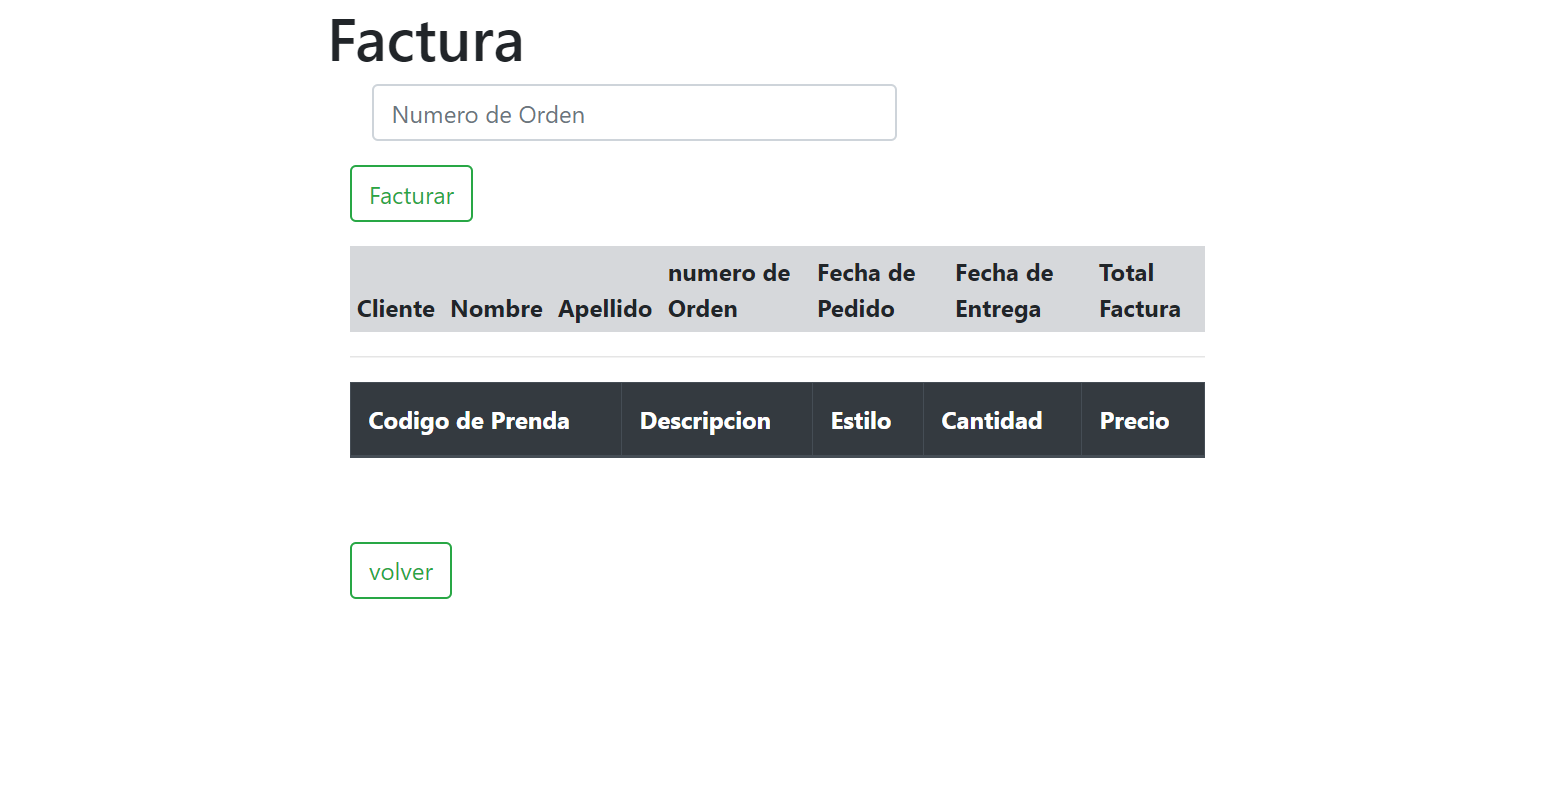 Factura
Numero de Orden
Facturar
numero de Fecha de Fecha de Total
Cliente Nombre Apellido Orden Pedido Entrega Factura
Codigo de Prenda Descripcion Estilo Cantidad Precio
volver